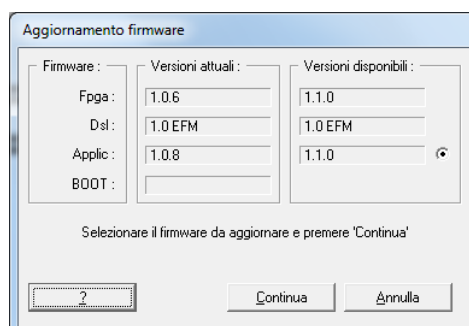 Aggiornamento firmware
Firmware : Versioni attuali : Versioni disponibili :
Fpga : 1.0.6 1.1.0
Dsl : 1.0 EFM 1.0 EFM
Applic : 1.0.8 1.1.0
BOOT :
Selezionare il firmware da aggiornare e premere 'Continua'
? Continua Annulla